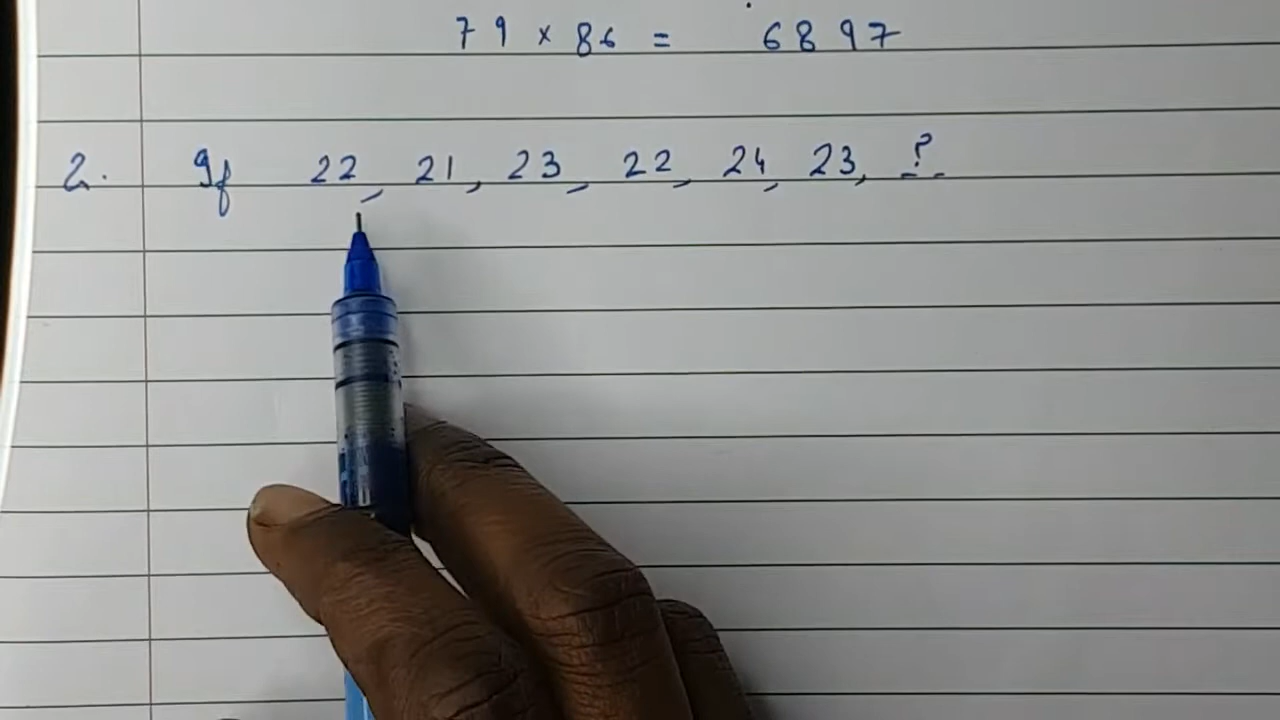 79 × 86 = 6897
2. If 22, 21, 23, 22, 24, 23, ?